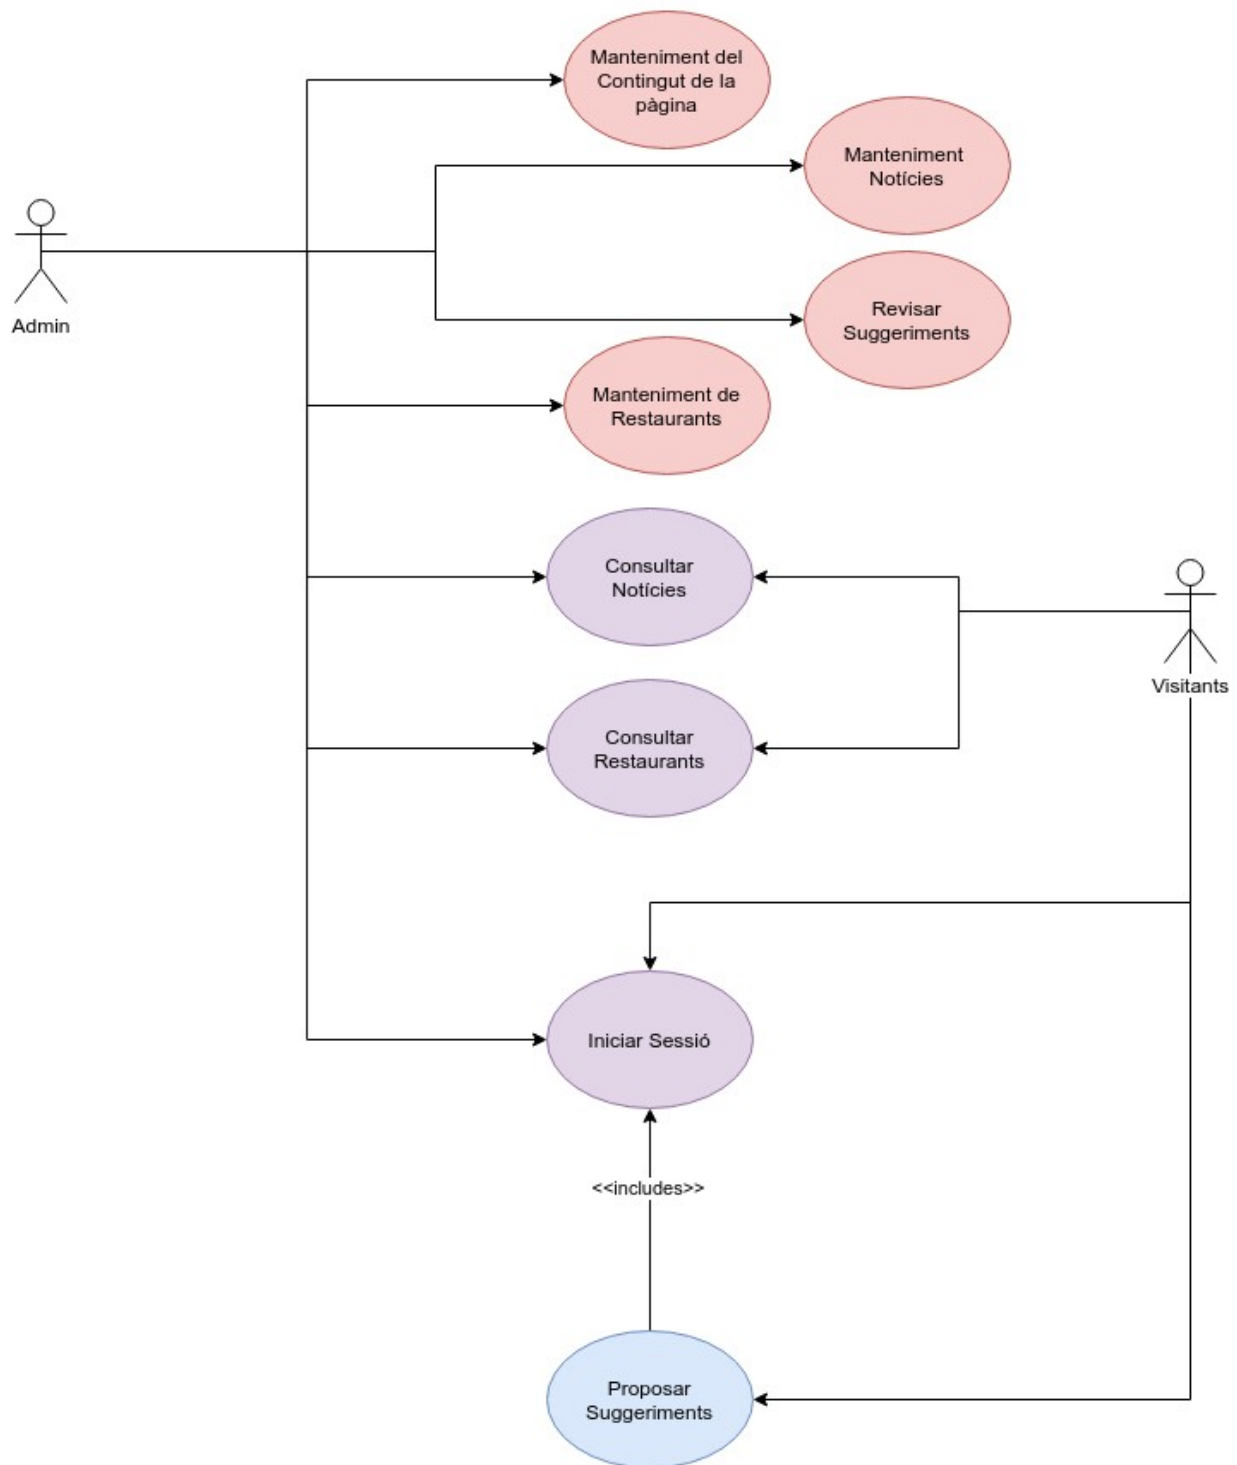 Manteniment del
Contingut de la
pàgina
Manteniment
Notícies
Admin
Revisar
Suggeriments
Manteniment de
Restaurants
Consultar
Notícies
Visitants
Consultar
Restaurants
Iniciar Sessió
<<includes>>
Proposar
Suggeriments